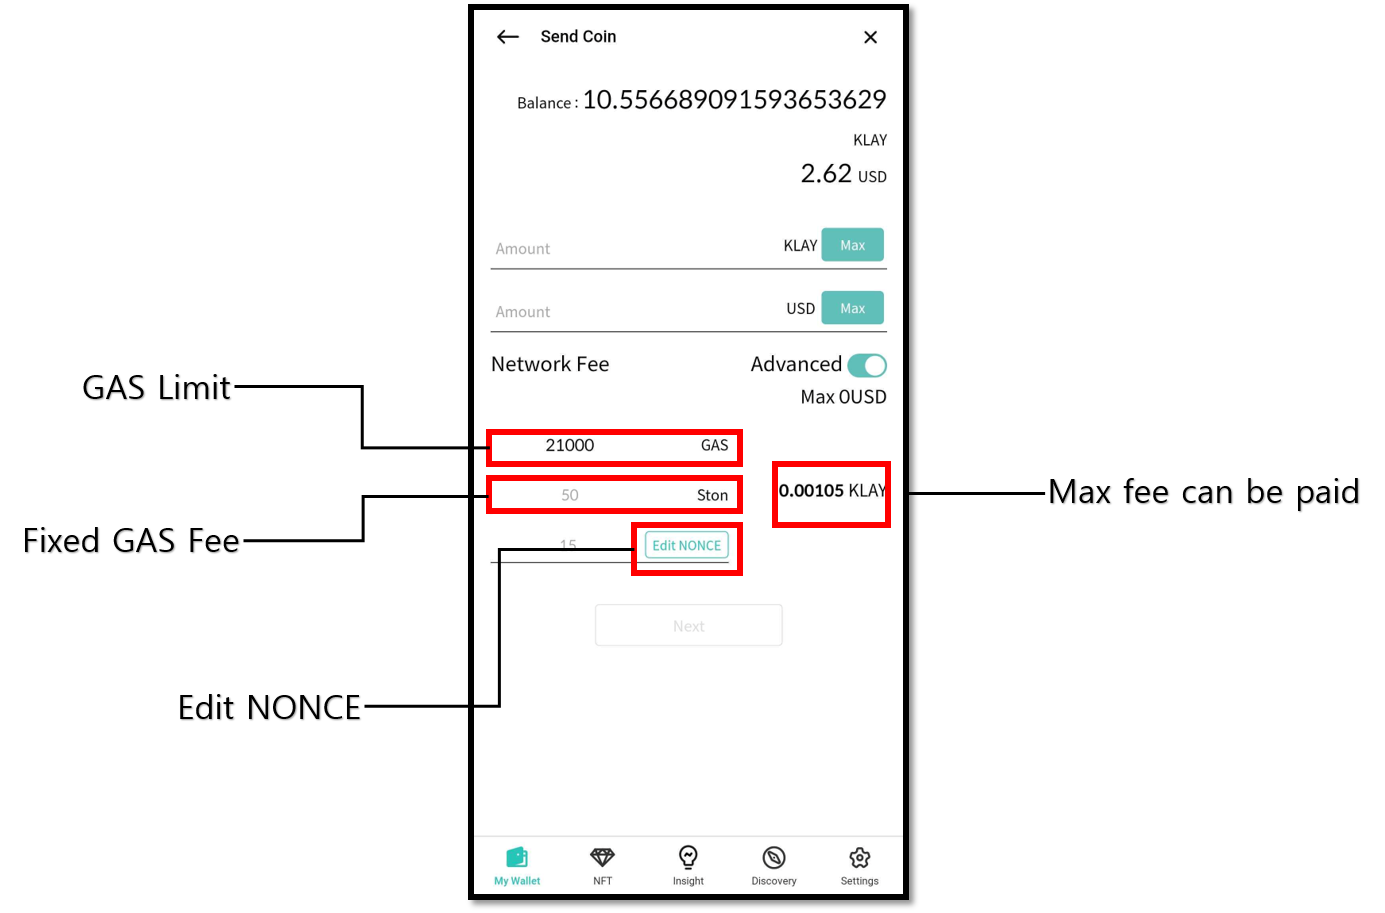 Send Coin
Balance : 10.556689091593653629
KLAY
2.62 USD
Amount KLAY Max
Amount USD Max
Network Fee Advanced
Max 0USD
GAS Limit
21000 GAS
50 Ston
0.00105 KLAY
Max fee can be paid
Fixed GAS Fee
15 Edit NONCE
Next
Edit NONCE
My Wallet NFT Insight Discovery Settings